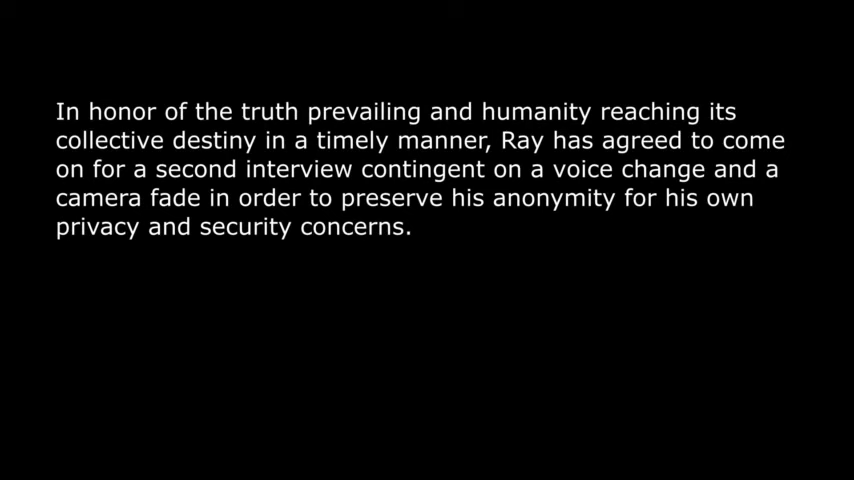 In honor of the truth prevailing and humanity reaching its
collective destiny in a timely manner, Ray has agreed to come
on for a second interview contingent on a voice change and a
camera fade in order to preserve his anonymity for his own
privacy and security concerns.